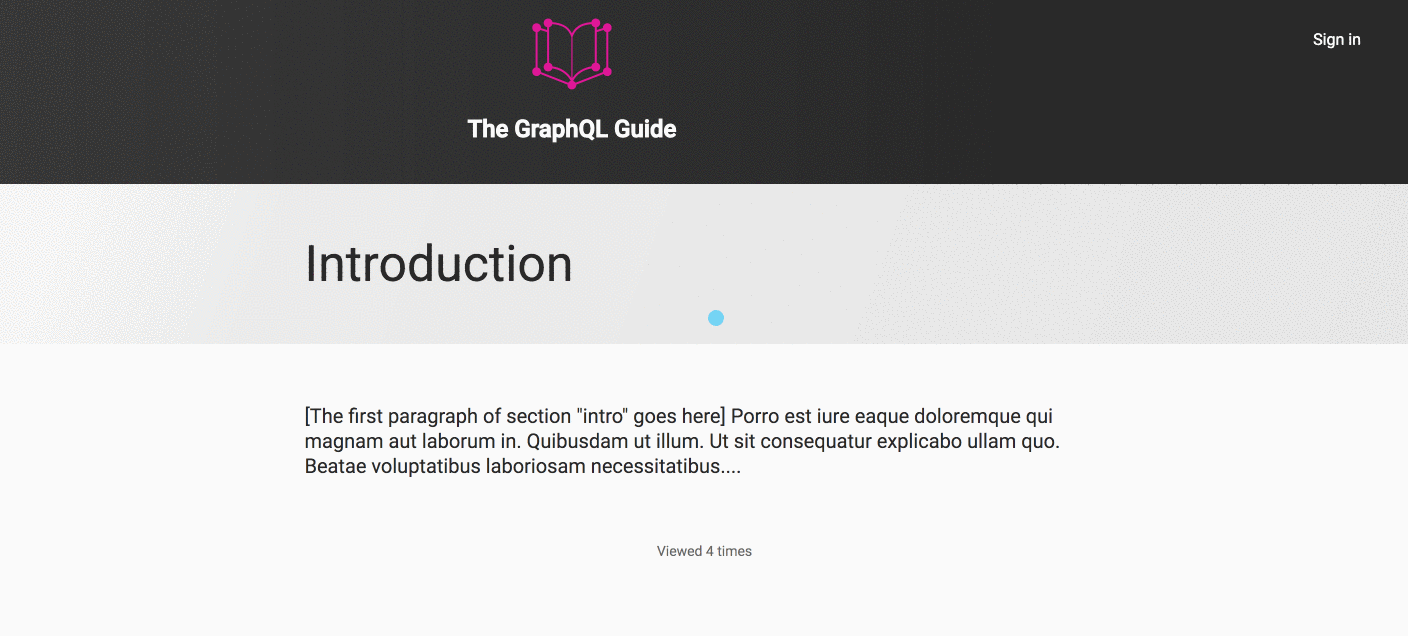 Sign in
The GraphQL Guide
Introduction
[The first paragraph of section "intro" goes here] Porro est iure eaque doloremque qui
magnam aut laborum in. Quibusdam ut illum. Ut sit consequatur explicabo ullam quo.
Beatae voluptatibus laboriosam necessitatibus....
Viewed 4 times